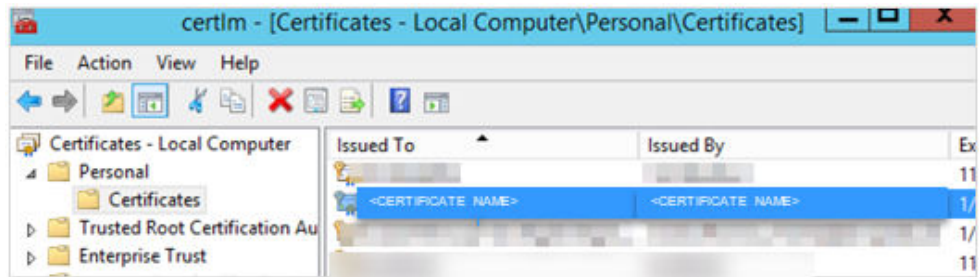 certlm - [Certificates - Local Computer\Personal\Certificates]
File Action View Help
Certificates - Local Computer
Issued To Issued By Ex
Personal
11
Certificates
<CERTIFICATE NAME> <CERTIFICATE NAME> 1/
Trusted Root Certification Au
1/
Enterprise Trust
11